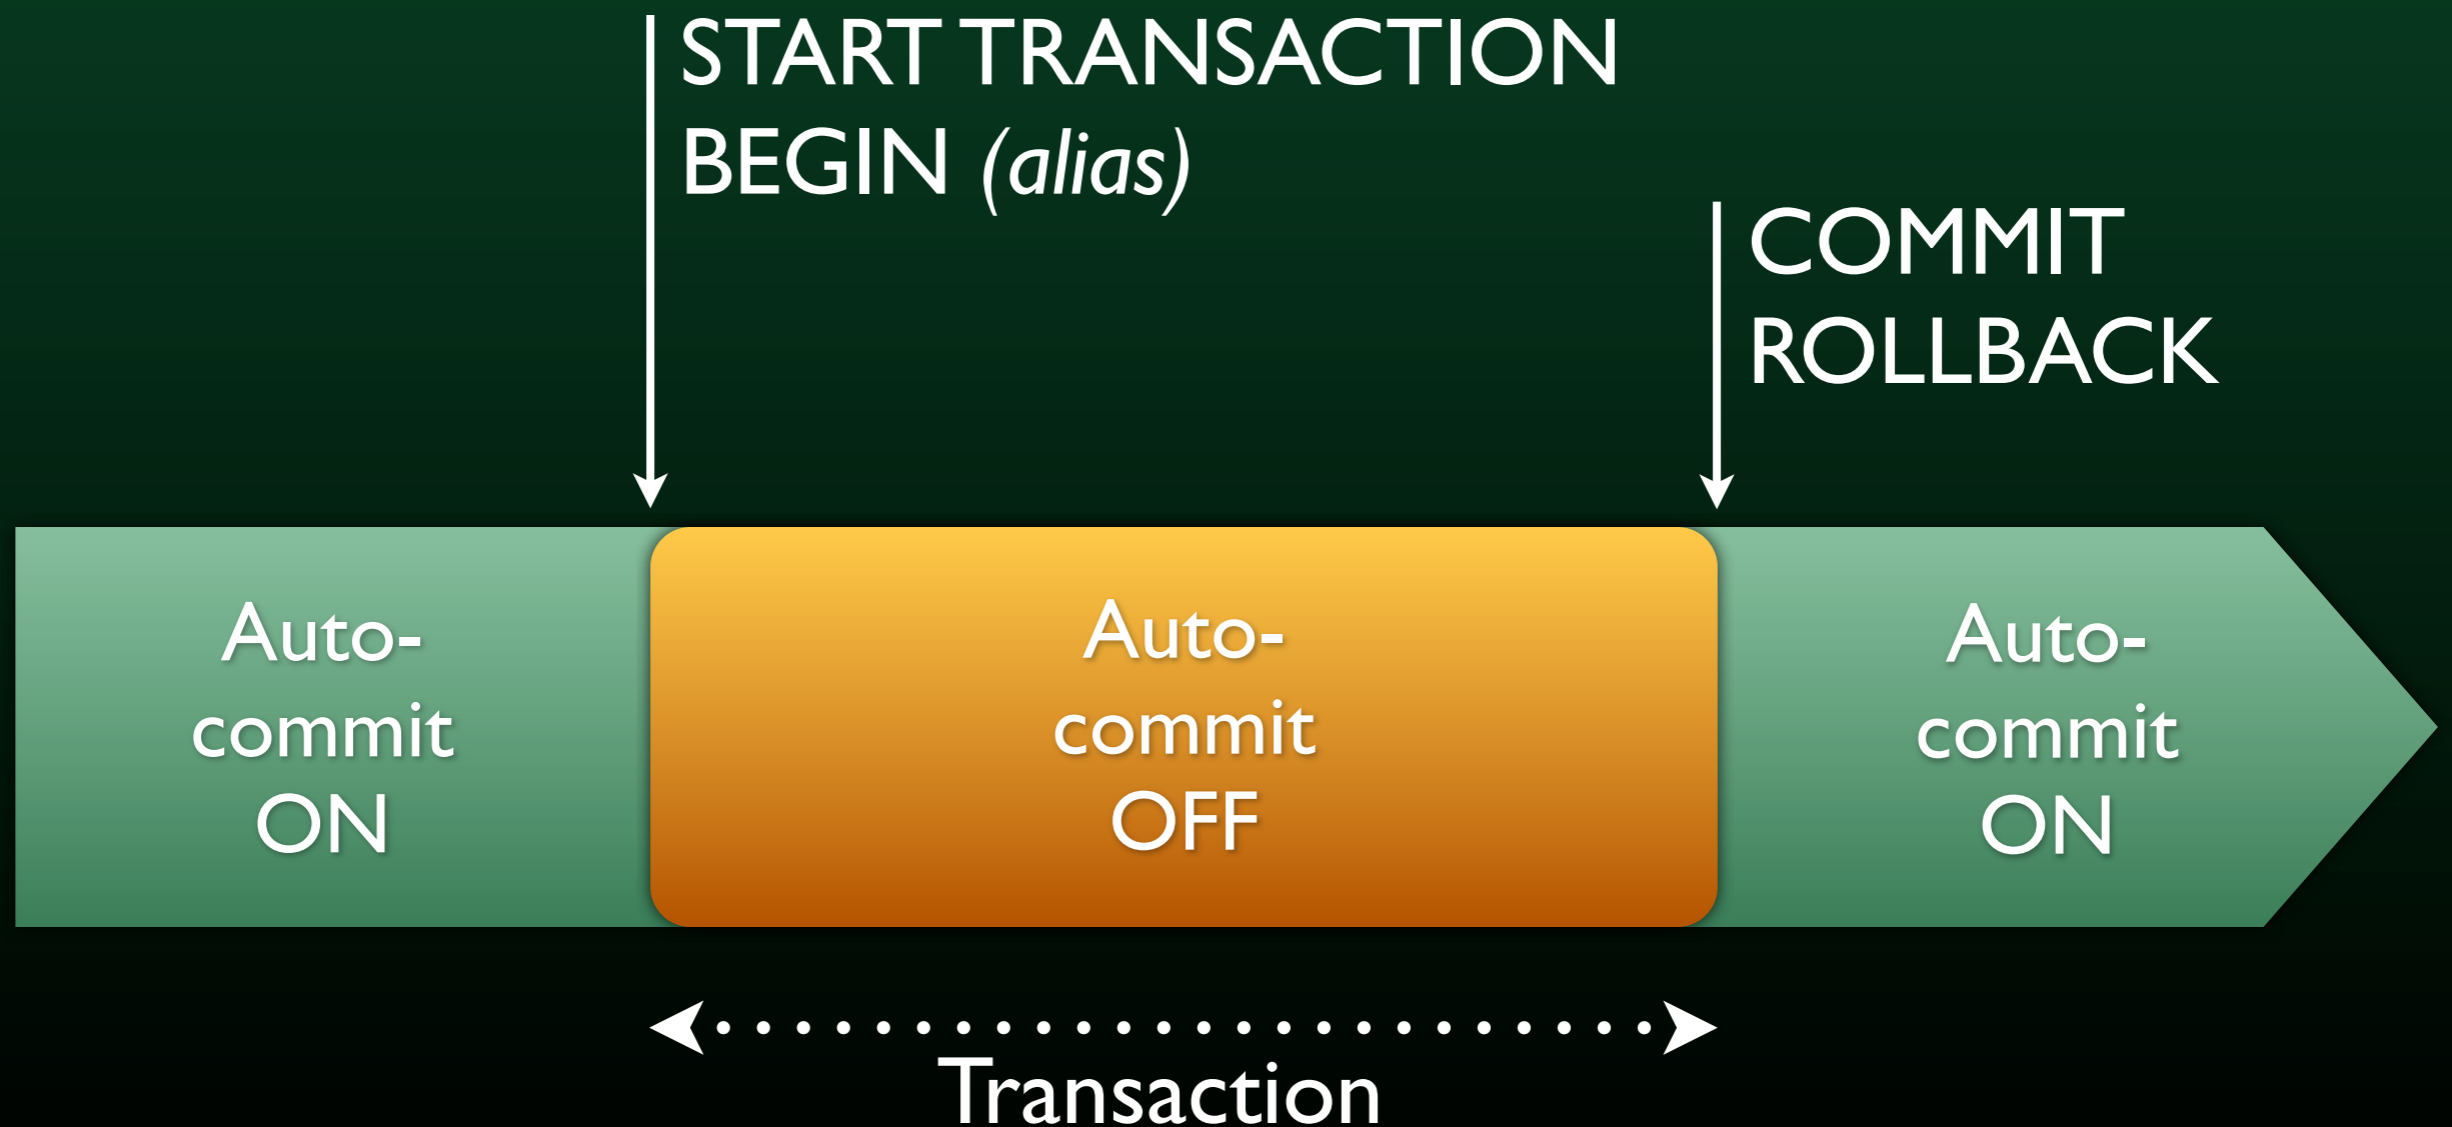 START TRANSACTION
BEGIN (alias)
COMMIT
ROLLBACK
Auto-
commit
ON
Auto-
commit
OFF
Auto-
commit
ON
Transaction